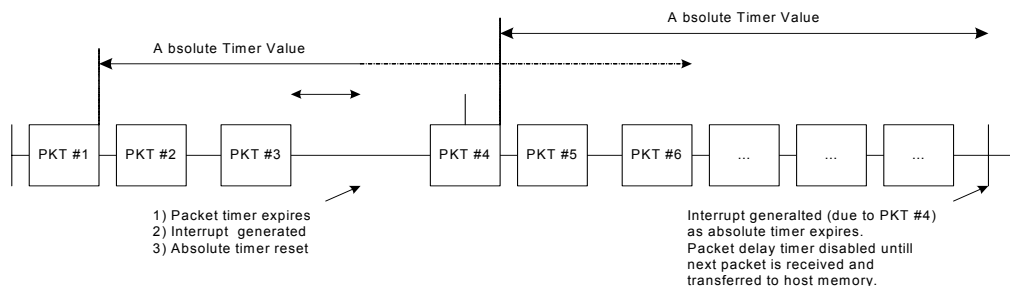 A bsolute Timer Value
A bsolute Timer Value
PKT #1
PKT #2
PKT #3
PKT #4
PKT #5
PKT #6
...
...
...
1) Packet timer expires
2) Interrupt generated
3) Absolute timer reset
Interrupt generalted (due to PKT #4)
as absolute timer expires.
Packet delay timer disabled untill
next packet is received and
transferred to host memory.